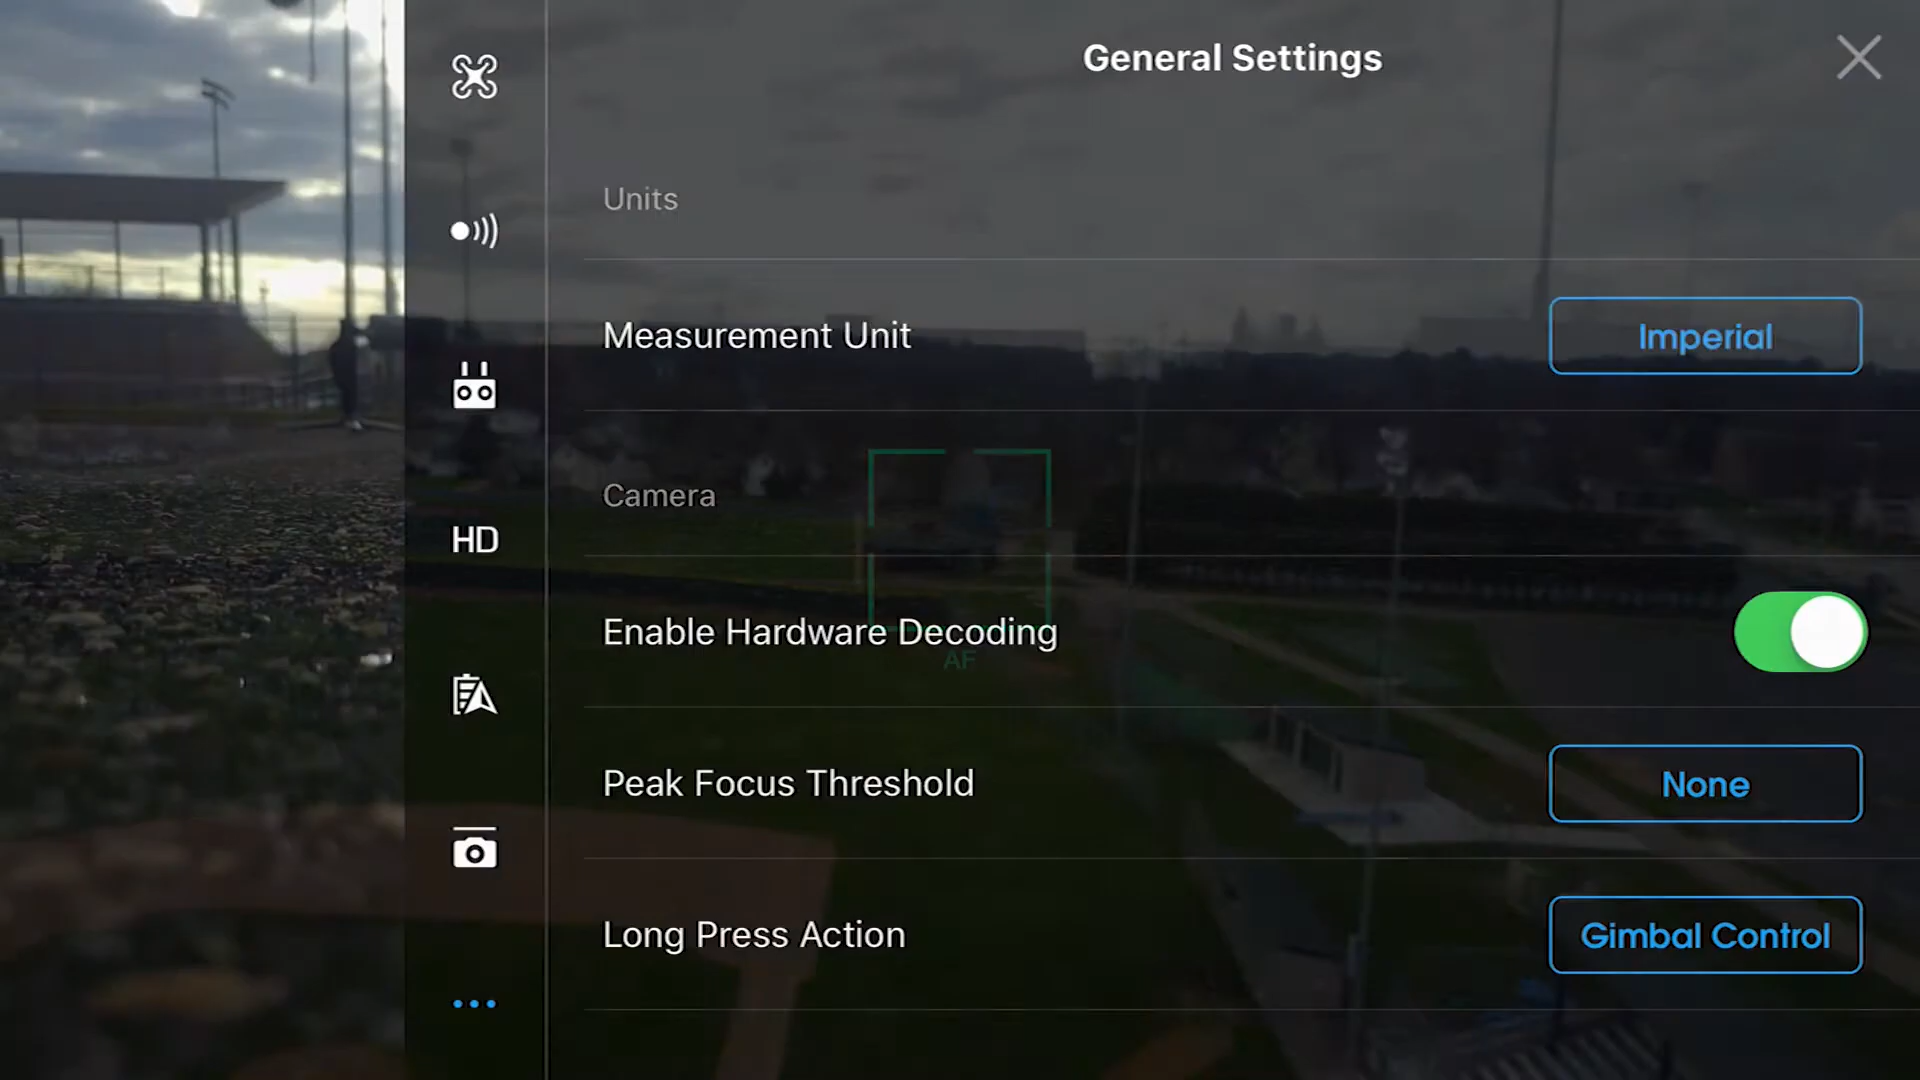 General Settings
Units
Measurement Unit
Imperial
HD
Camera
Enable Hardware Decoding
AF
Peak Focus Threshold
None
Long Press Action
Gimbal Control